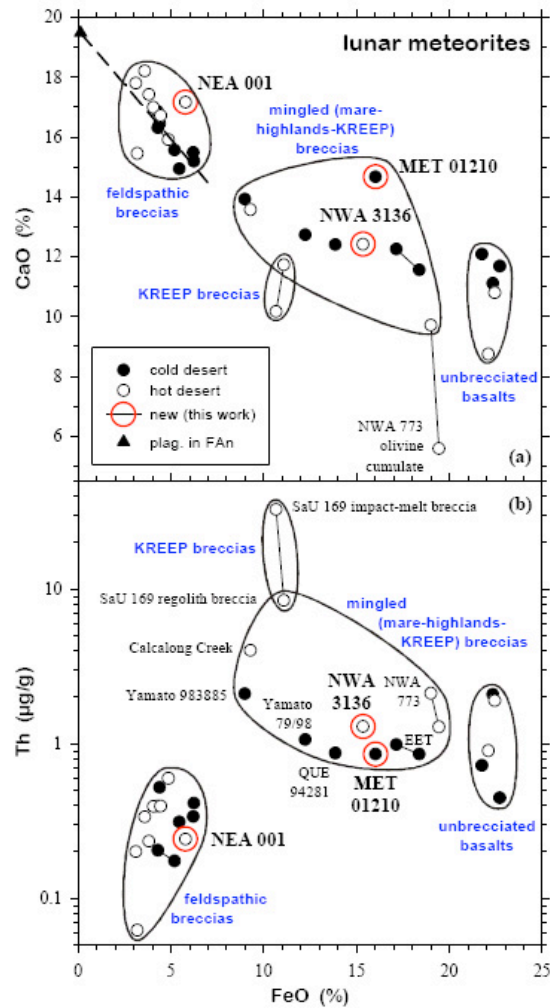 lunar meteorites
20
18
16
14
12
10
8
6
CaO (%)
NEA 001
mingled (mare-
highlands-KREEP)
breccias
MET 01210
feldspathic
breccias
NWA 3136
KREEP breccias
unbrecciated
basalts
cold desert
hot desert
new (this work)
plag. in FAn
NWA 773
olivine
cumulate
(a)
(b)
SaU 169 impact-melt breccia
KREEP breccias
10
1
0.1
Th (µg/g)
SaU 169 regolith breccia
mingled
(mare-highlands-
KREEP) breccias
Calcalong Creek
Yamato 983885
NWA
3136
NWA
773
Yamato
79/98
EET
QUE
94281
MET
01210
unbrecciated
basalts
NEA 001
feldspathic
breccias
0 5 10 15 20 25
FeO (%)